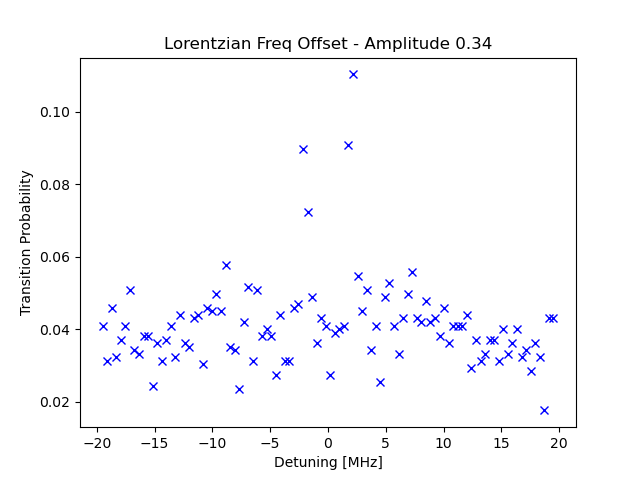 Lorentzian Freq Offset - Amplitude 0.34
Transition Probability
0.10
0.08
0.06
0.04
0.02
−20 −15 −10 −5 0 5 10 15 20
Detuning [MHz]